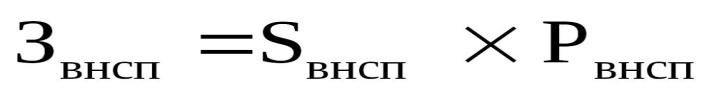 З внсп = S внсп × Р внсп